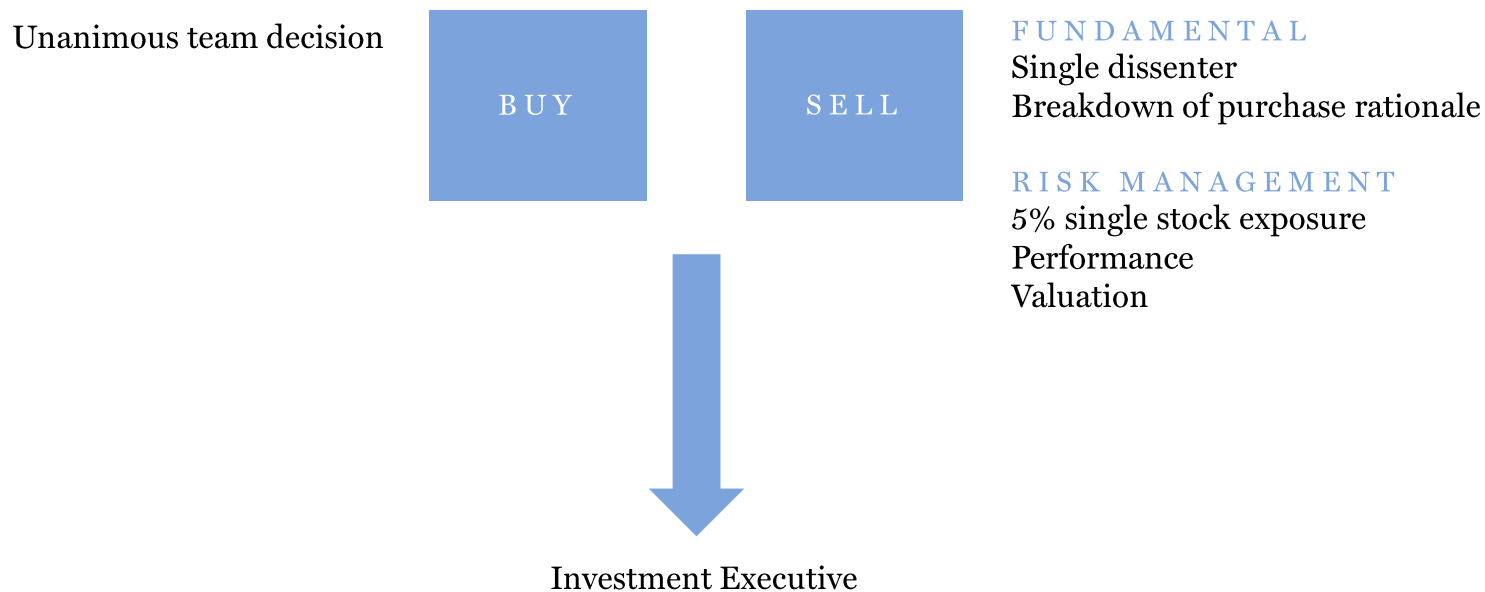 Unanimous team decision
BUY
SELL
FUNDAMENTAL
Single dissenter
Breakdown of purchase rationale
RISK MANAGEMENT
5% single stock exposure
Performance
Valuation
Investment Executive